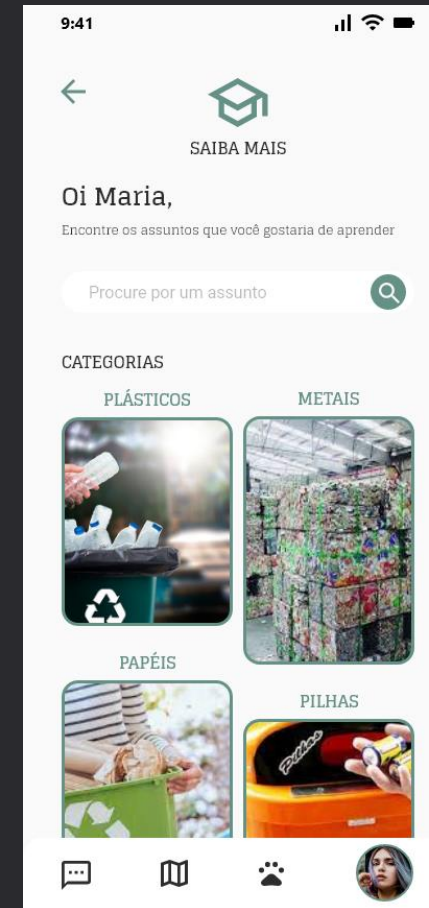 9:41
SAIBA MAIS
Oi Maria,
Encontre os assuntos que você gostaria de aprender
Procure por um assunto
CATEGORIAS
PLÁSTICOS
METAIS
PAPÉIS
PILHAS
Pilhas